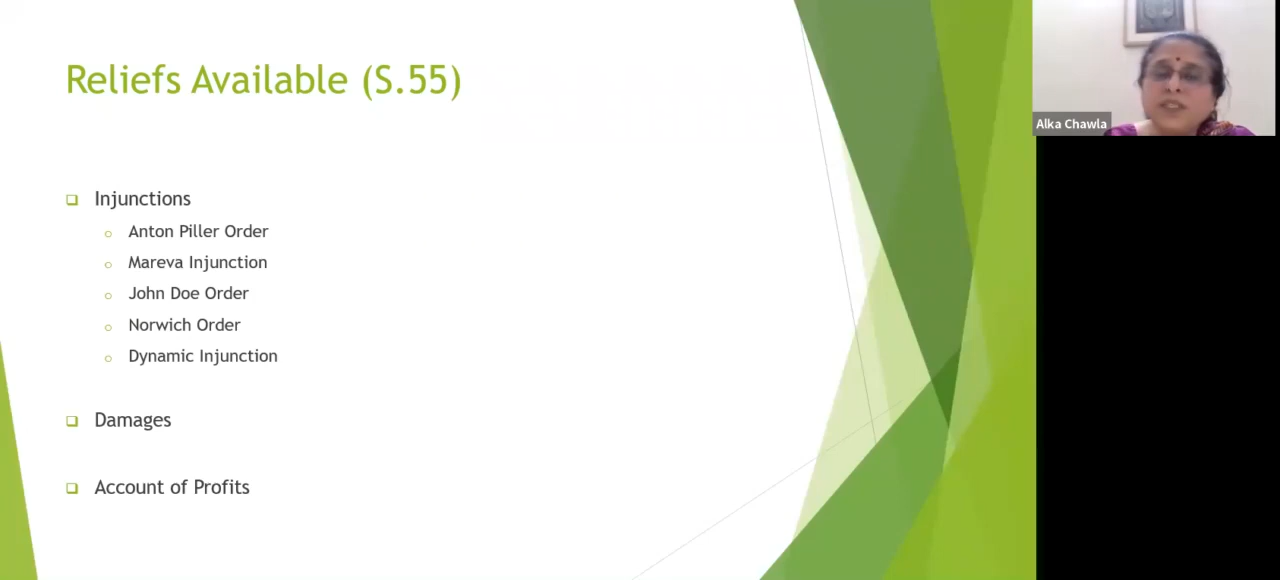 Reliefs Available (S.55)
Injunctions
Anton Piller Order
Mareva Injunction
John Doe Order
Norwich Order
Dynamic Injunction
Damages
Account of Profits
Alka Chawla